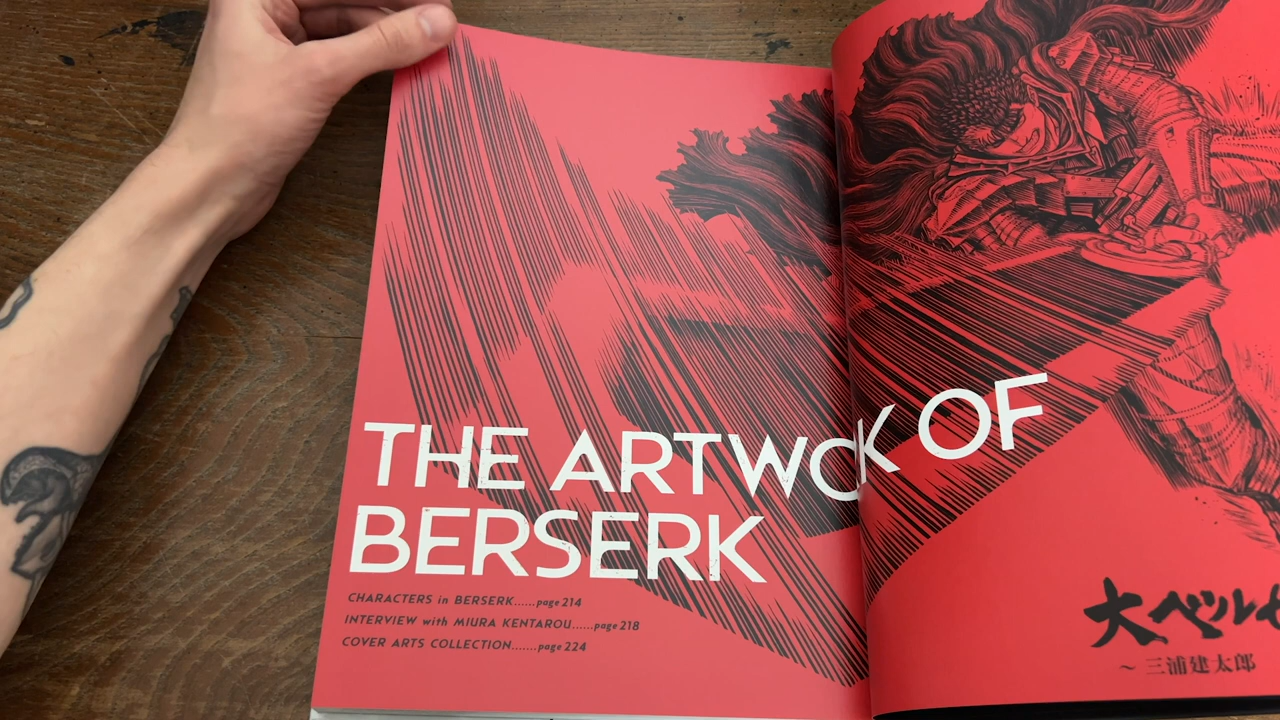 THE ARTWOK OF
BERSERK
CHARACTERS in BERSERK......page 214
INTERVIEW with MIURA KENTAROU......page 218
COVER ARTS COLLECTION.......page 224
大ベルセ
～ 三浦建太郎